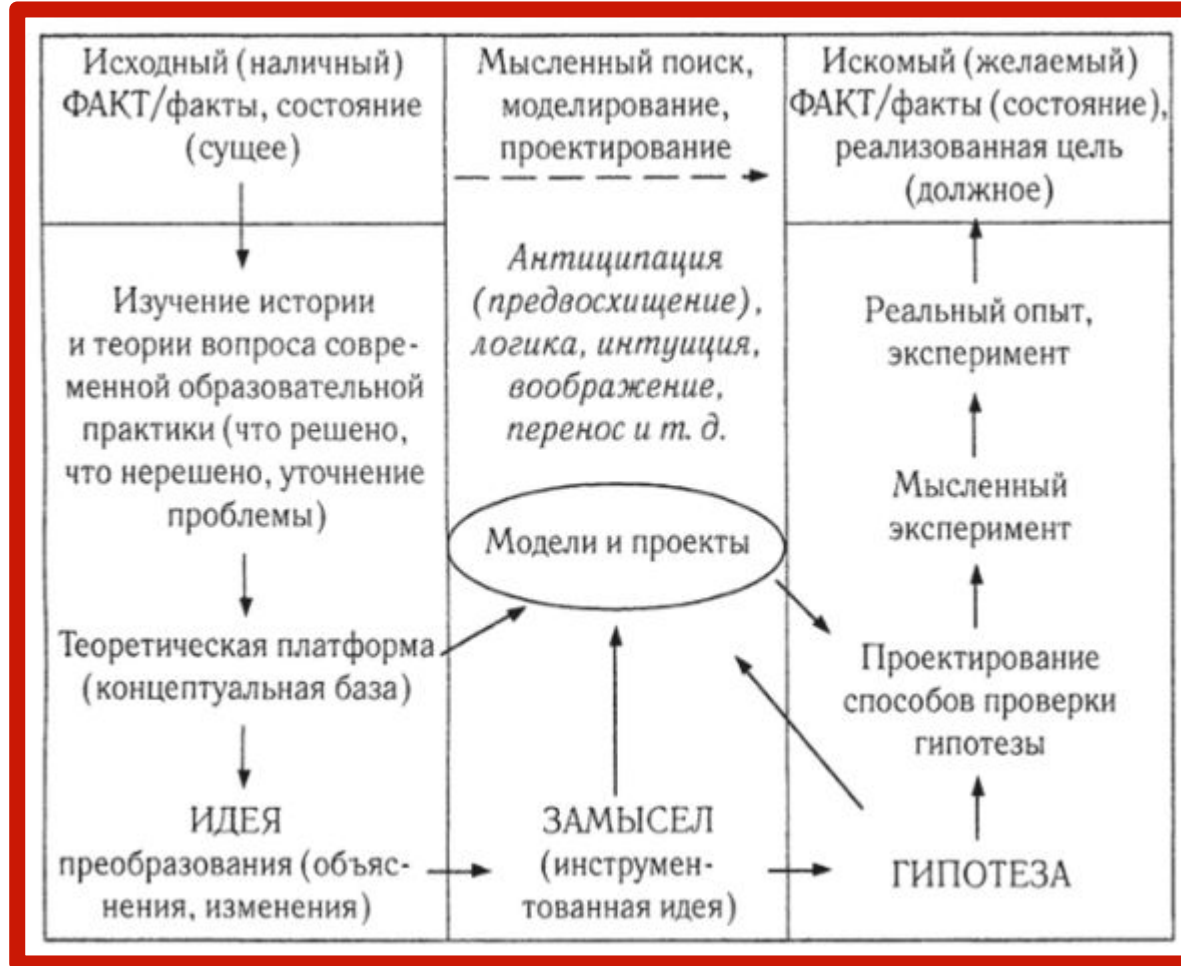 Исходный (наличный)
ФАКТ/факты, состояние
(сущее)
Мысленный поиск,
моделирование,
проектирование
Искомый (желаемый)
ФАКТ/факты (состояние),
реализованная цель
(должное)
Изучение истории
и теории вопроса совре-
менной образовательной
практики (что решено,
что нерешено, уточнение
проблемы)
Теоретическая платформа
(концептуальная база)
ИДЕЯ
преобразования (объяс-
нения, изменения)
Антиципация
(предвосхищение),
логика, интуиция,
воображение,
перенос и т. д.
Модели и проекты
ЗАМЫСЕЛ
(инструмен-
тованная идея)
Реальный опыт,
эксперимент
Мысленный
эксперимент
Проектирование
способов проверки
гипотезы
ГИПОТЕЗА